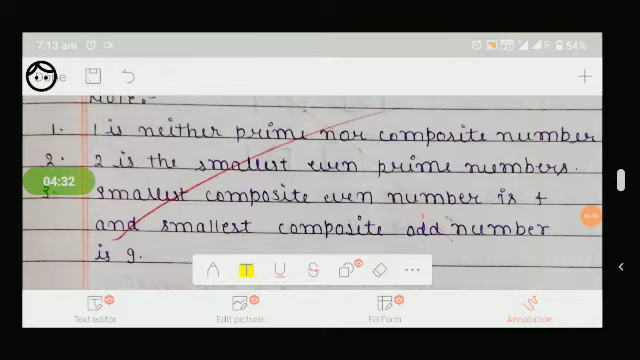 7:13 am
54%
Done
Note:-
1. 1 is neither prime nor composite number
2. 2 is the smallest even prime numbers.
04:32
3. smallest composite even number is 4
and smallest composite odd number
is 9.
Text editor
Edit picture
Fill Form
Annotation